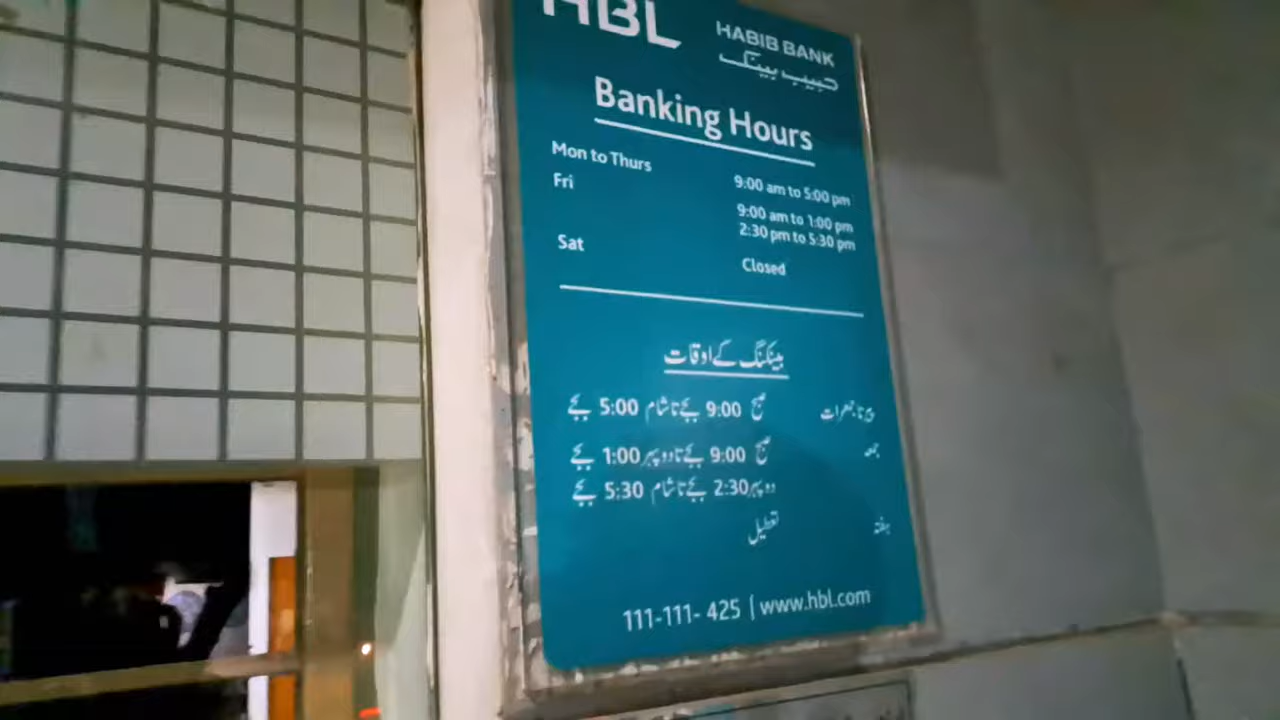 HBL
HABIB BANK
حبیب بینک
Banking Hours
Mon to Thurs 9:00 am to 5:00 pm
Fri 9:00 am to 1:00 pm
2:30 pm to 5:30 pm
Sat Closed
بینکنگ کے اوقات
پیر تا جمعرات صبح 9:00 بجے تا شام 5:00 بجے
جمعہ صبح 9:00 بجے تا دوپہر 1:00 بجے
دوپہر 2:30 بجے تا شام 5:30 بجے
ہفتہ تعطیل
111-111- 425 | www.hbl.com